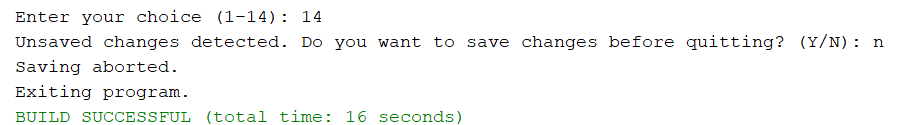 Enter your choice (1-14): 14
Unsaved changes detected. Do you want to save changes before quitting? (Y/N): n
Saving aborted.
Exiting program.
BUILD SUCCESSFUL (total time: 16 seconds)